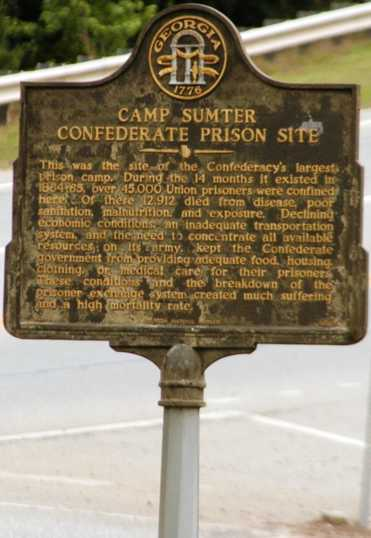 GEORGIA
1776
CAMP SUMTER
CONFEDERATE PRISON SITE
This was the site of the Confederacy's largest
prison camp. During the 14 months it existed in
1864-65, over 45,000 Union prisoners were confined
here. Of these 12,912 died from disease, poor
sanitation, malnutrition, and exposure. Declining
economic conditions, an inadequate transportation
system, and the need to concentrate all available
resources on its army, kept the Confederate
government from providing adequate food, housing,
clothing, or medical care for their prisoners.
These conditions and the breakdown of the
prisoner exchange system created much suffering
and a high mortality rate.